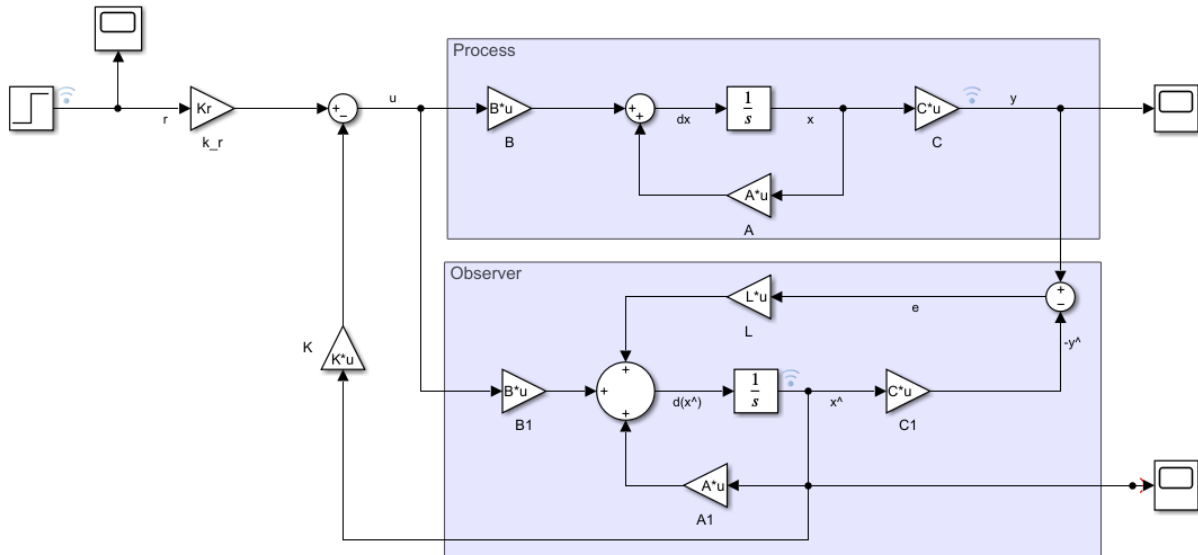 Process
r
Kr
k_r
+
−
u
B*u
B
+
+
dx
1
s
x
C*u
C
y
A*u
A
Observer
L*u
L
e
+
−
-y^
K
K*u
B*u
B1
+
+
+
d(x^)
1
s
x^
C*u
C1
A*u
A1